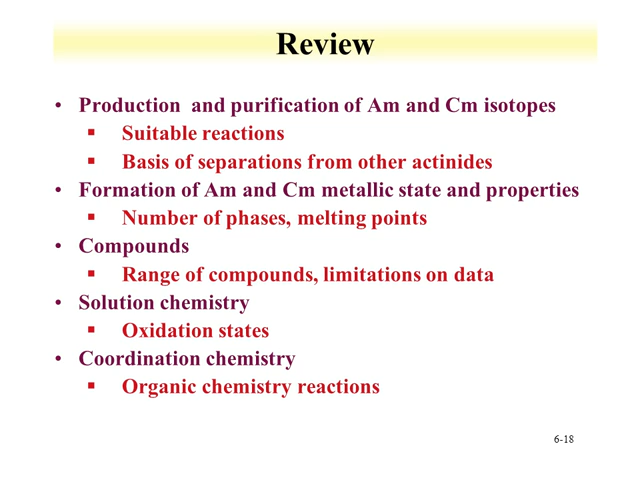 Review
• Production and purification of Am and Cm isotopes
▪ Suitable reactions
▪ Basis of separations from other actinides
• Formation of Am and Cm metallic state and properties
▪ Number of phases, melting points
• Compounds
▪ Range of compounds, limitations on data
• Solution chemistry
▪ Oxidation states
• Coordination chemistry
▪ Organic chemistry reactions
6-18